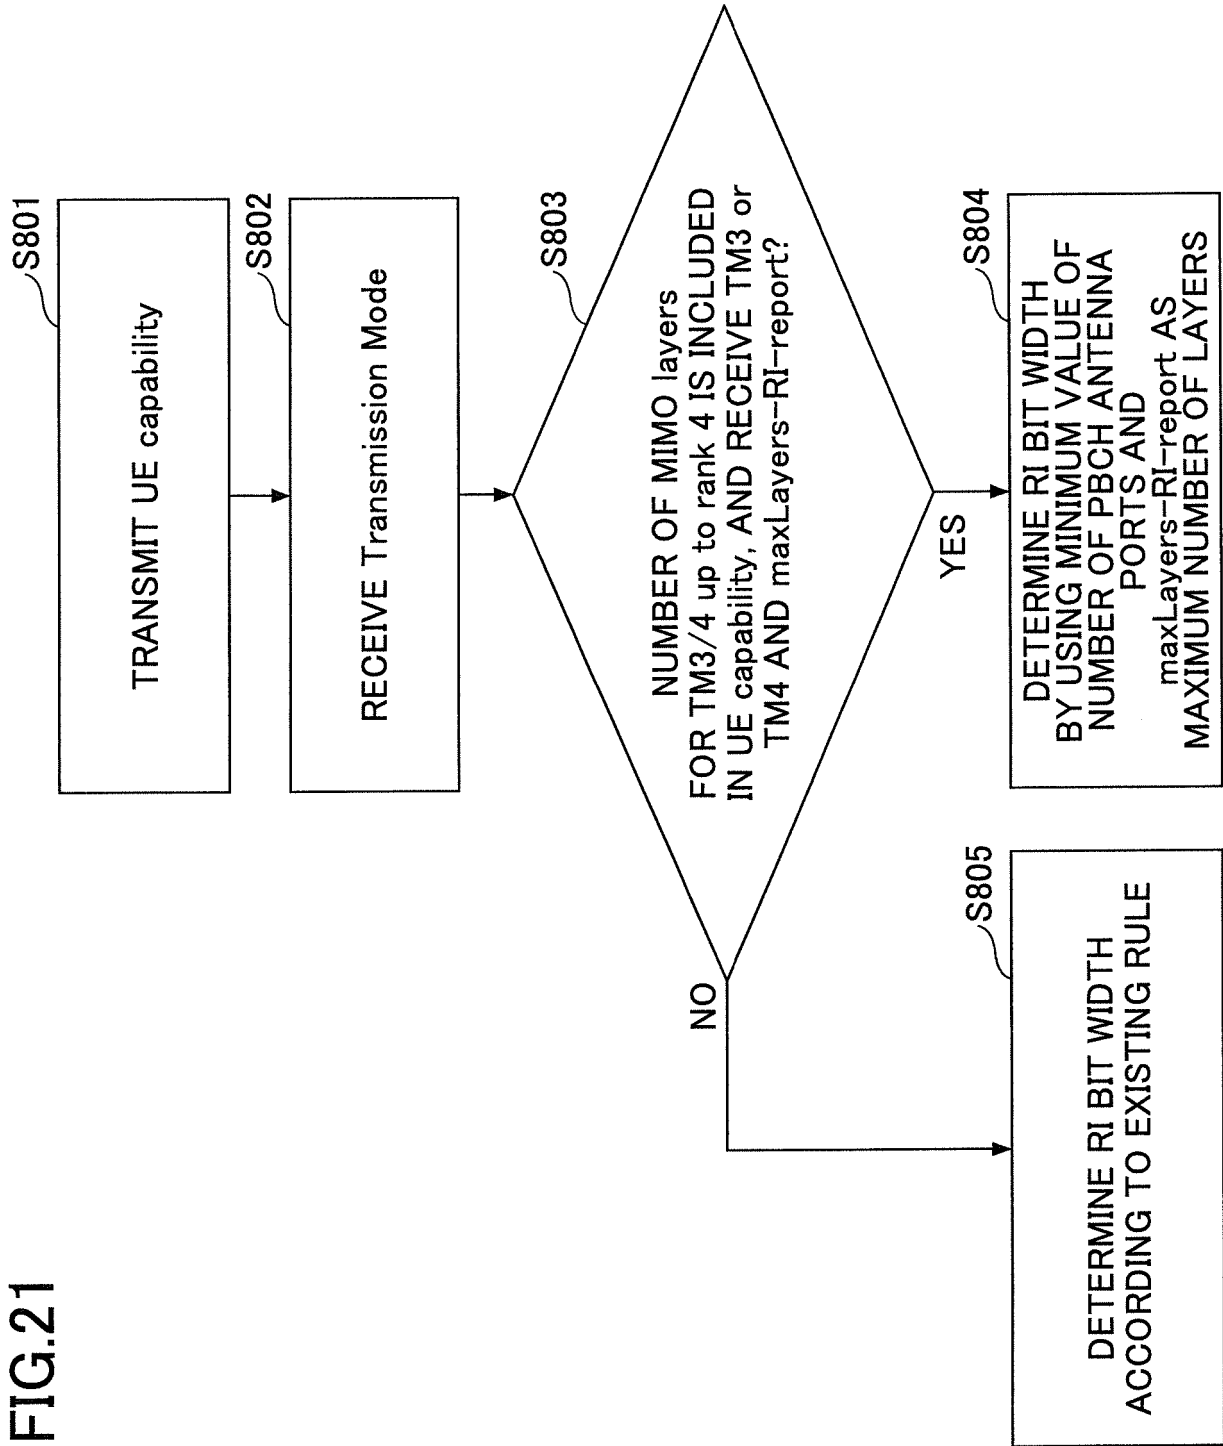 FIG.21
S801
TRANSMIT UE capability
S802
RECEIVE Transmission Mode
S803
NUMBER OF MIMO layers
FOR TM3/4 up to rank 4 IS INCLUDED
IN UE capability, AND RECEIVE TM3 or
TM4 AND maxLayers-RI-report?
NO
YES
S804
DETERMINE RI BIT WIDTH
BY USING MINIMUM VALUE OF
NUMBER OF PBCH ANTENNA
PORTS AND
maxLayers-RI-report AS
MAXIMUM NUMBER OF LAYERS
S805
DETERMINE RI BIT WIDTH
ACCORDING TO EXISTING RULE